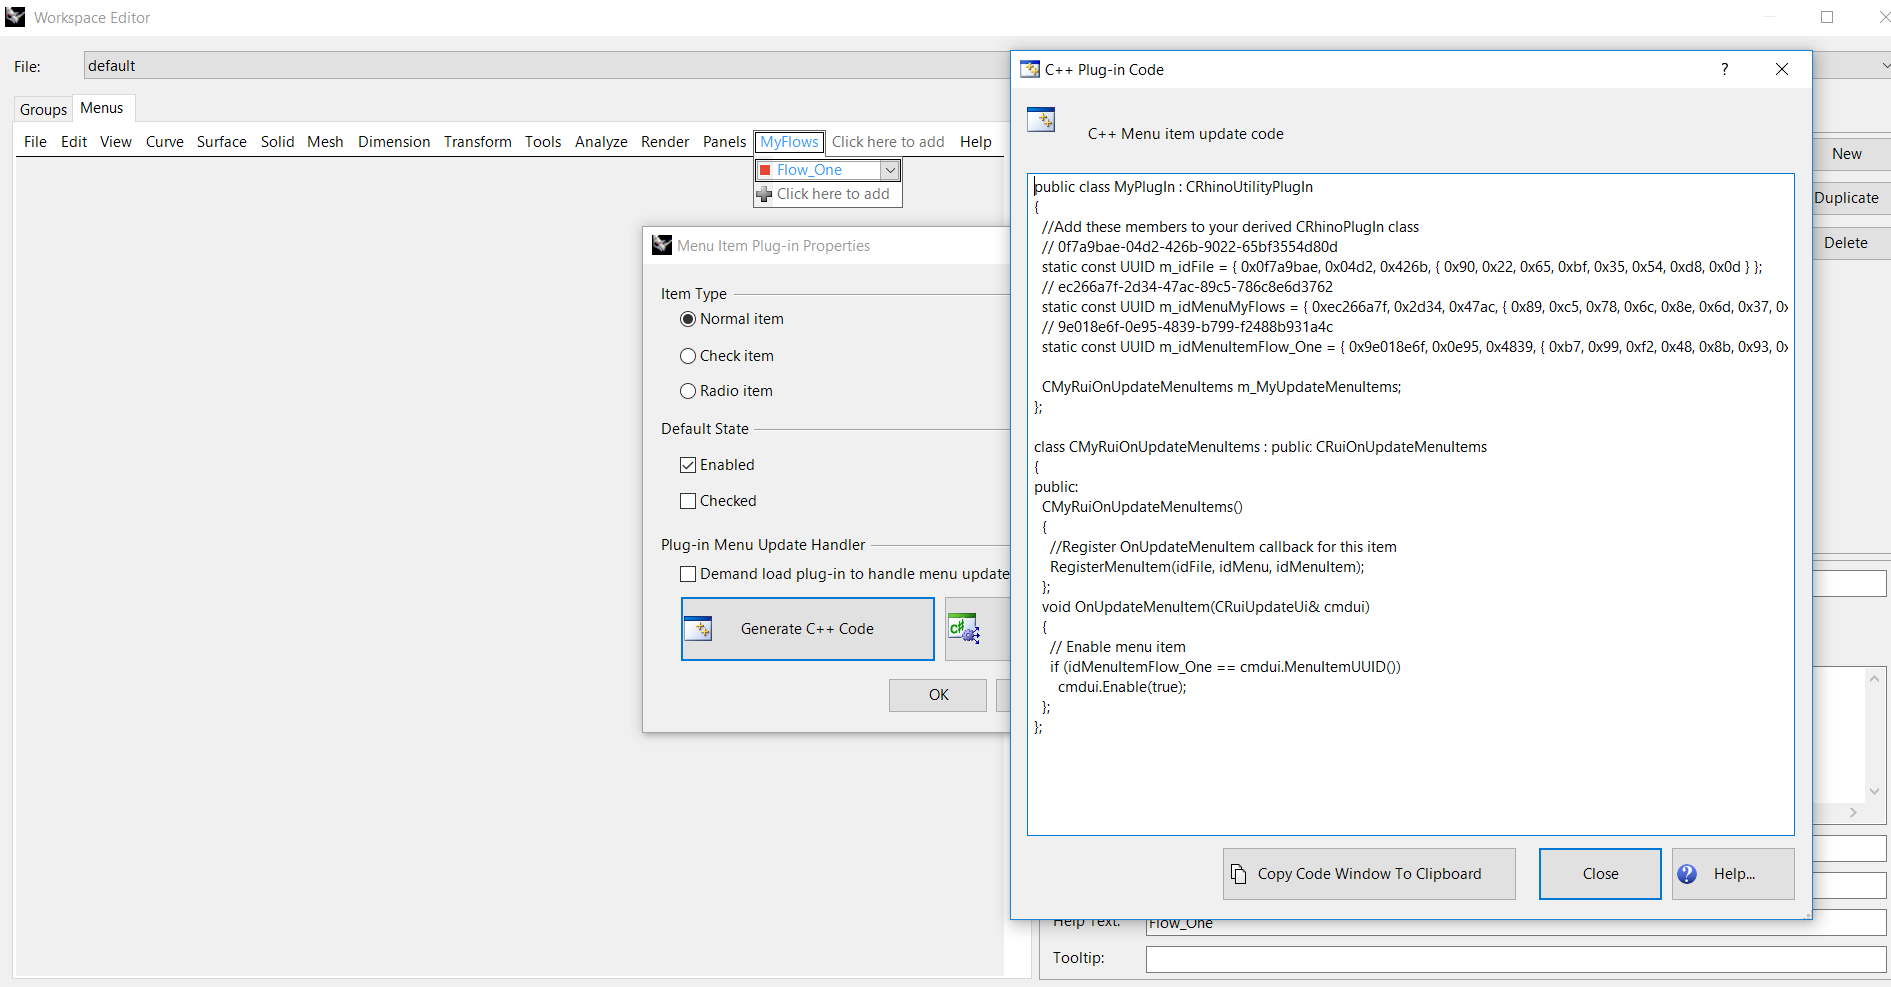 Workspace Editor
File:
default
Groups
Menus
File Edit View Curve Surface Solid Mesh Dimension Transform Tools Analyze Render Panels MyFlows Click here to add Help
Flow_One
Click here to add
Menu Item Plug-in Properties
Item Type
Normal item
Check item
Radio item
Default State
Enabled
Checked
Plug-in Menu Update Handler
Demand load plug-in to handle menu update
Generate C++ Code
C#
OK
C++ Plug-in Code
?
C++ Menu item update code
public class MyPlugIn : CRhinoUtilityPlugIn
{
//Add these members to your derived CRhinoPlugIn class
// 0f7a9bae-04d2-426b-9022-65bf3554d80d
static const UUID m_idFile = { 0x0f7a9bae, 0x04d2, 0x426b, { 0x90, 0x22, 0x65, 0xbf, 0x35, 0x54, 0xd8, 0x0d } };
// ec266a7f-2d34-47ac-89c5-786c8e6d3762
static const UUID m_idMenuMyFlows = { 0xec266a7f, 0x2d34, 0x47ac, { 0x89, 0xc5, 0x78, 0x6c, 0x8e, 0x6d, 0x37, 0x
// 9e018e6f-0e95-4839-b799-f2488b931a4c
static const UUID m_idMenuItemFlow_One = { 0x9e018e6f, 0x0e95, 0x4839, { 0xb7, 0x99, 0xf2, 0x48, 0x8b, 0x93, 0x
CMyRuiOnUpdateMenuItems m_MyUpdateMenuItems;
};
class CMyRuiOnUpdateMenuItems : public CRuiOnUpdateMenuItems
{
public:
CMyRuiOnUpdateMenuItems()
{
//Register OnUpdateMenuItem callback for this item
RegisterMenuItem(idFile, idMenu, idMenuItem);
};
void OnUpdateMenuItem(CRuiUpdateUi& cmdui)
{
// Enable menu item
if (idMenuItemFlow_One == cmdui.MenuItemUUID())
cmdui.Enable(true);
};
};
Copy Code Window To Clipboard
Close
Help...
New
Duplicate
Delete
Help Text:
Flow_One
Tooltip: